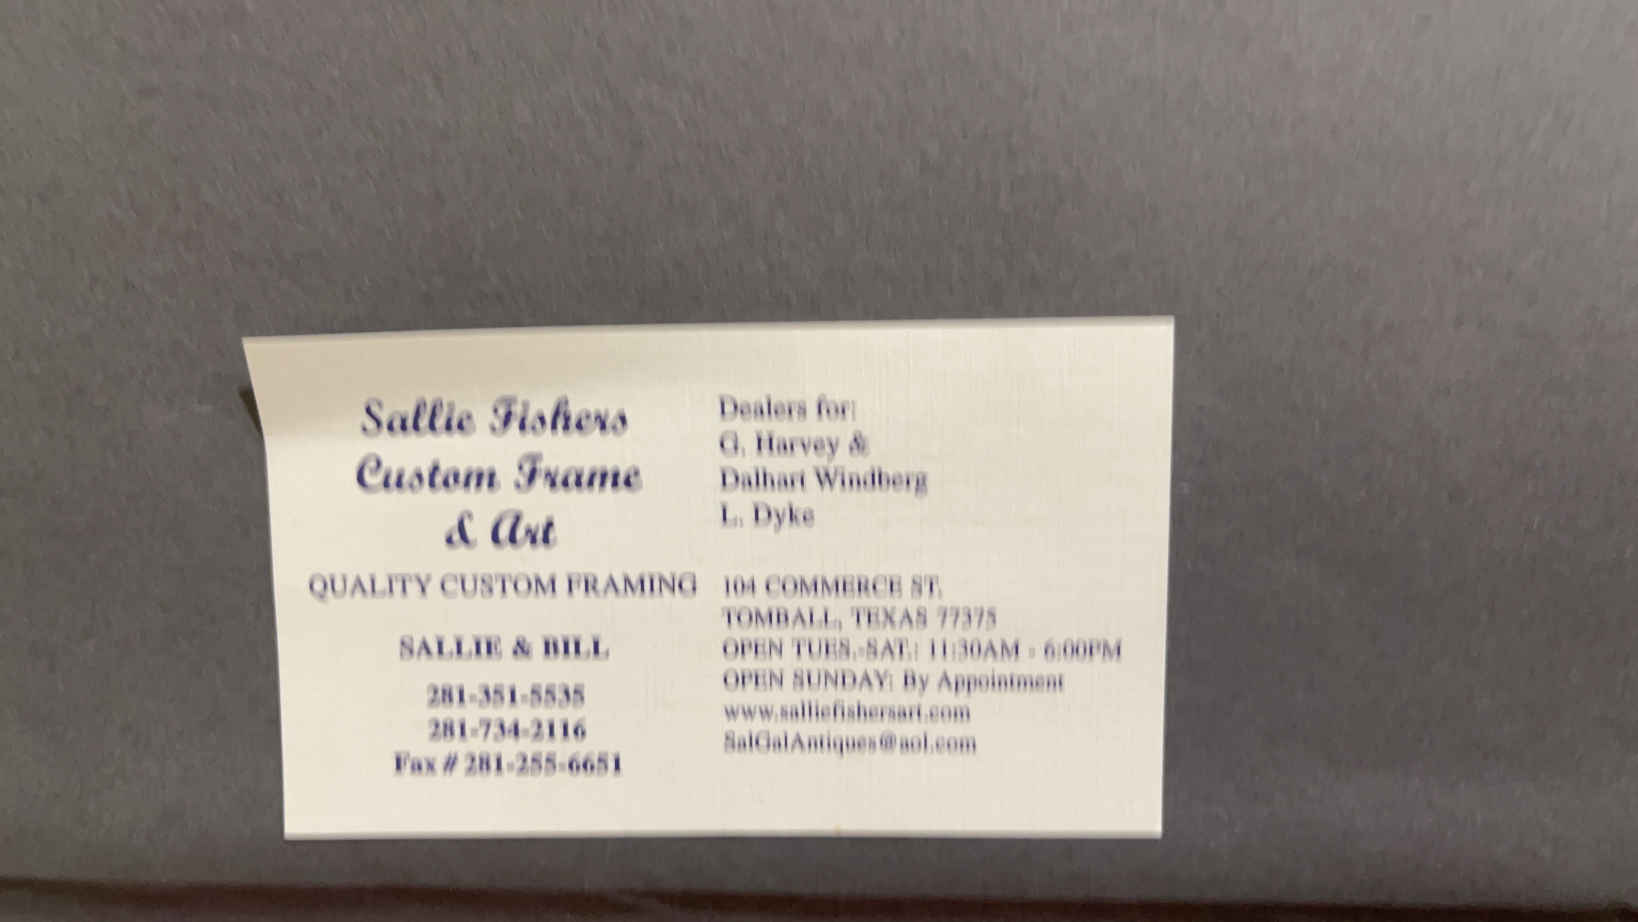 Sallie Fishers
Custom Frame
& Art
QUALITY CUSTOM FRAMING
SALLIE & BILL
281-351-5535
281-734-2116
Fax # 281-255-6651
Dealers for:
G. Harvey &
Dalhart Windberg
L. Dyke
104 COMMERCE ST.
TOMBALL, TEXAS 77375
OPEN TUES.-SAT.: 11:30AM - 6:00PM
OPEN SUNDAY: By Appointment
www.salliefishersart.com
SalGalAntiques@aol.com